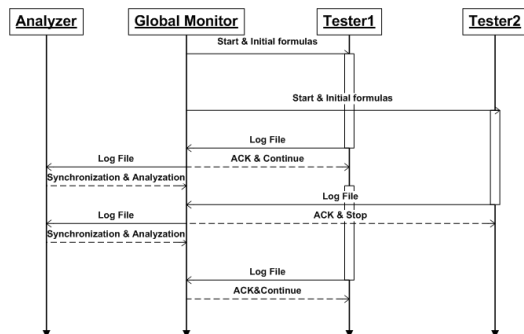 Analyzer
Global Monitor
Tester1
Tester2
Start & Initial formulas
Start & Initial formulas
Log File
Log File
ACK & Continue
Synchronization & Analyzation
Log File
Log File
ACK & Stop
Synchronization & Analyzation
Log File
ACK&Continue